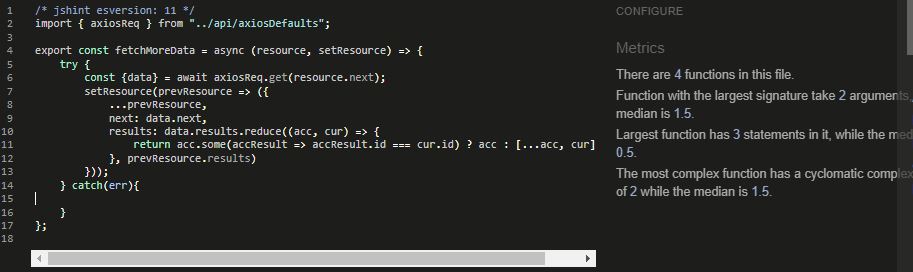 1 /* jshint esversion: 11 */
2 import { axiosReq } from "../api/axiosDefaults";
3
4 export const fetchMoreData = async (resource, setResource) => {
5     try {
6         const {data} = await axiosReq.get(resource.next);
7         setResource(prevResource => ({
8             ...prevResource,
9             next: data.next,
10             results: data.results.reduce((acc, cur) => {
11                 return acc.some(accResult => accResult.id === cur.id) ? acc : [...acc, cur]
12             }, prevResource.results)
13         }));
14     } catch(err){
15
16     }
17 };
18
CONFIGURE
Metrics
There are 4 functions in this file.
Function with the largest signature take 2 arguments,
median is 1.5.
Largest function has 3 statements in it, while the med
0.5.
The most complex function has a cyclomatic complex
of 2 while the median is 1.5.